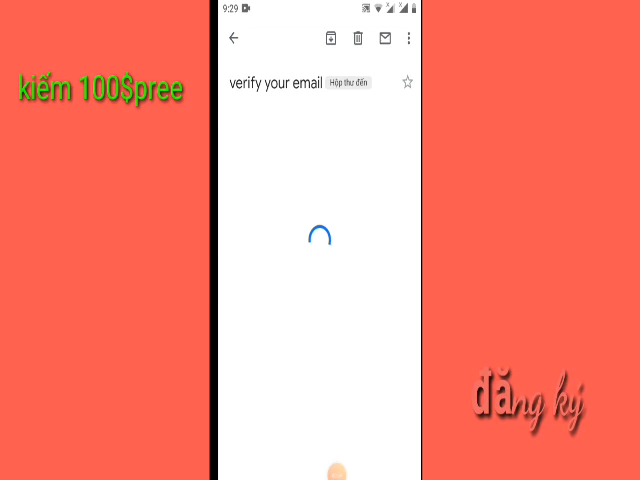 9:29
verify your email Hộp thư đến
kiếm 100$pree
đăng ký